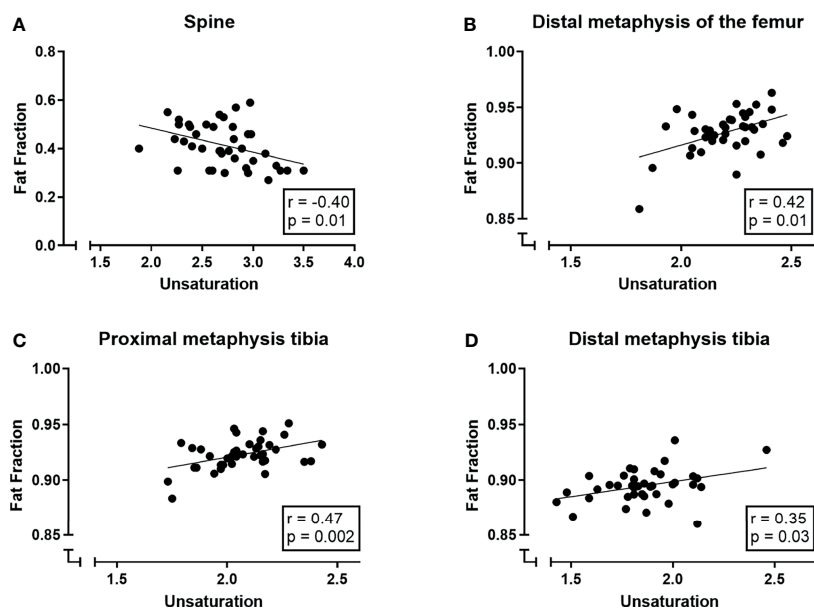 A
Spine
Fat Fraction
0.8
0.6
0.4
0.2
0.0
r = -0.40
p = 0.01
1.5 2.0 2.5 3.0 3.5 4.0
Unsaturation
B
Distal metaphysis of the femur
Fat Fraction
1.00
0.95
0.90
0.85
r = 0.42
p = 0.01
1.5 2.0 2.5
Unsaturation
C
Proximal metaphysis tibia
Fat Fraction
1.00
0.95
0.90
0.85
r = 0.47
p = 0.002
1.5 2.0 2.5
Unsaturation
D
Distal metaphysis tibia
Fat Fraction
1.00
0.95
0.90
0.85
r = 0.35
p = 0.03
1.5 2.0 2.5
Unsaturation